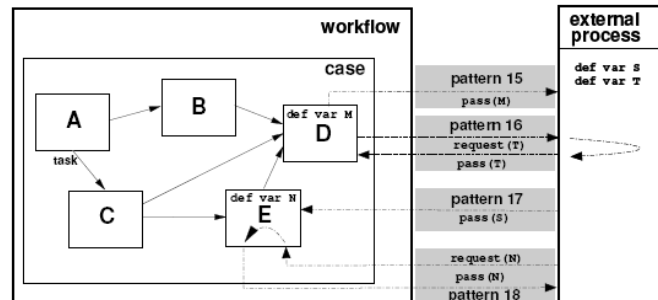 workflow
case
A
B
def var M
D
task
C
def var N
E
pattern 15
pass(M)
pattern 16
request(T)
pass(T)
pattern 17
pass(S)
request(N)
pass(N)
pattern 18
external
process
def var S
def var T